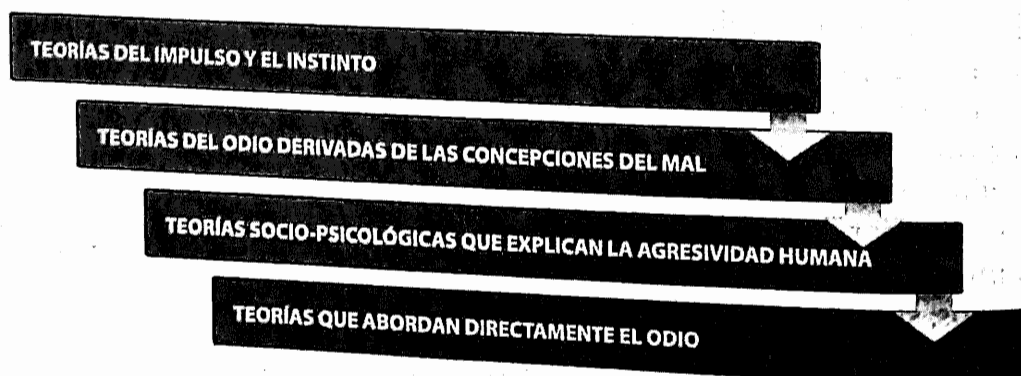 TEORÍAS DEL IMPULSO Y EL INSTINTO
TEORÍAS DEL ODIO DERIVADAS DE LAS CONCEPCIONES DEL MAL
TEORÍAS SOCIO-PSICOLÓGICAS QUE EXPLICAN LA AGRESIVIDAD HUMANA
TEORÍAS QUE ABORDAN DIRECTAMENTE EL ODIO